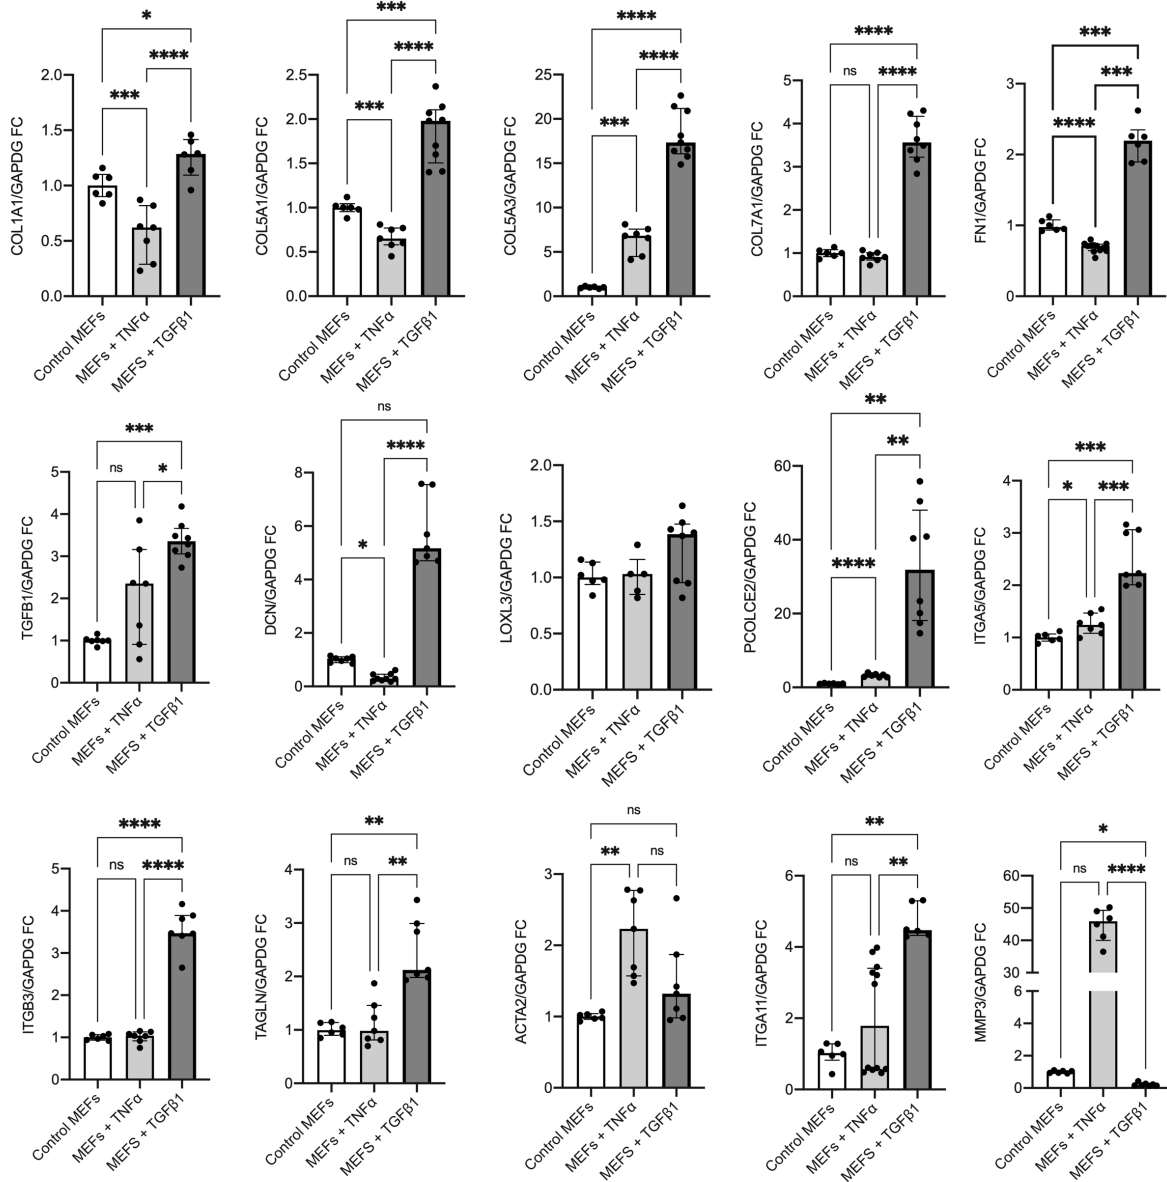 *
***
****
***
COL1A1/GAPDG FC
2.0
1.5
1.0
0.5
0.0
Control MEFs
MEFs + TNFα
MEFS + TGFβ1
***
****
***
COL5A1/GAPDG FC
2.5
2.0
1.5
1.0
0.5
0.0
Control MEFs
MEFs + TNFα
MEFS + TGFβ1
****
****
***
COL5A3/GAPDG FC
25
20
15
10
5
0
Control MEFs
MEFs + TNFα
MEFS + TGFβ1
****
ns
****
COL7A1/GAPDG FC
5
4
3
2
1
0
Control MEFs
MEFs + TNFα
MEFS + TGFβ1
***
***
****
FN1/GAPDG FC
3
2
1
0
Control MEFs
MEFs + TNFα
MEFS + TGFβ1
***
ns
*
TGFB1/GAPDG FC
5
4
3
2
1
0
Control MEFs
MEFs + TNFα
MEFS + TGFβ1
ns
****
*
DCN/GAPDG FC
8
6
4
2
0
Control MEFs
MEFs + TNFα
MEFS + TGFβ1
LOXL3/GAPDG FC
2.0
1.5
1.0
0.5
0.0
Control MEFs
MEFs + TNFα
MEFS + TGFβ1
**
**
****
PCOLCE2/GAPDG FC
60
40
20
0
Control MEFs
MEFs + TNFα
MEFS + TGFβ1
***
*
***
ITGA5/GAPDG FC
4
3
2
1
0
Control MEFs
MEFs + TNFα
MEFS + TGFβ1
****
ns
****
ITGB3/GAPDG FC
5
4
3
2
1
0
Control MEFs
MEFs + TNFα
MEFS + TGFβ1
**
ns
**
TAGLN/GAPDG FC
4
3
2
1
0
Control MEFs
MEFs + TNFα
MEFS + TGFβ1
ns
**
ns
ACTA2/GAPDG FC
3
2
1
0
Control MEFs
MEFs + TNFα
MEFS + TGFβ1
**
ns
**
ITGA11/GAPDG FC
6
4
2
0
Control MEFs
MEFs + TNFα
MEFS + TGFβ1
*
ns
****
MMP3/GAPDG FC
60
50
40
30
6
4
2
0
Control MEFs
MEFs + TNFα
MEFS + TGFβ1